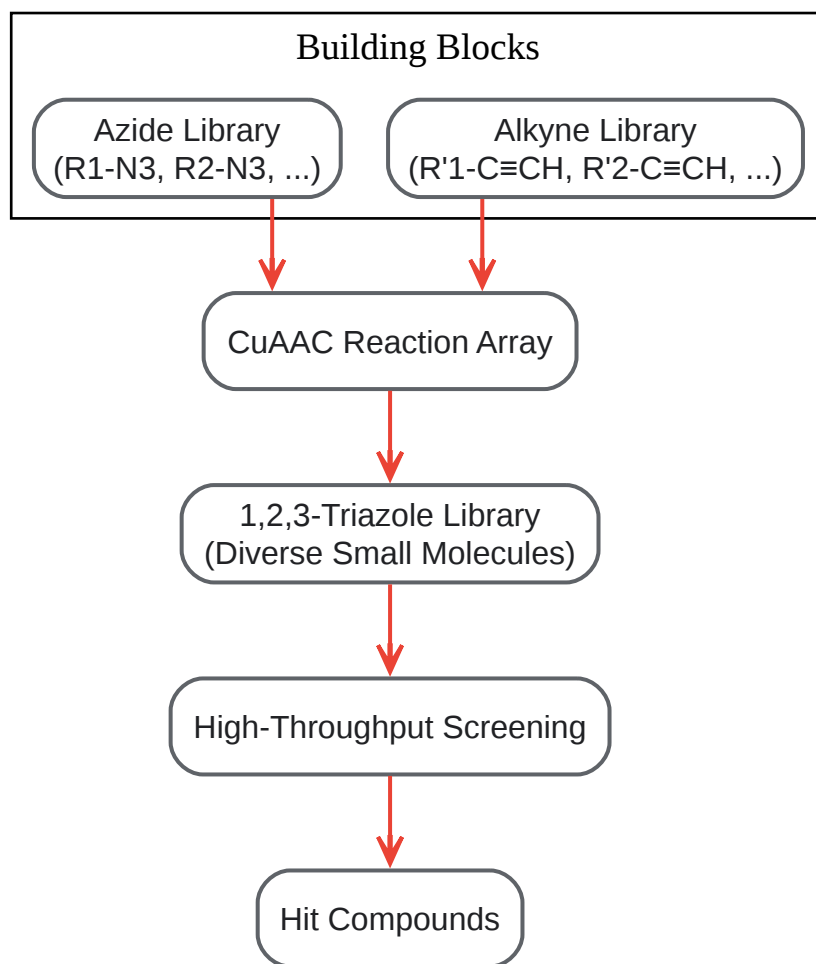 Building Blocks
Azide Library
(R1-N3, R2-N3, ...)
Alkyne Library
(R'1-C≡CH, R'2-C≡CH, ...)
CuAAC Reaction Array
1,2,3-Triazole Library
(Diverse Small Molecules)
High-Throughput Screening
Hit Compounds